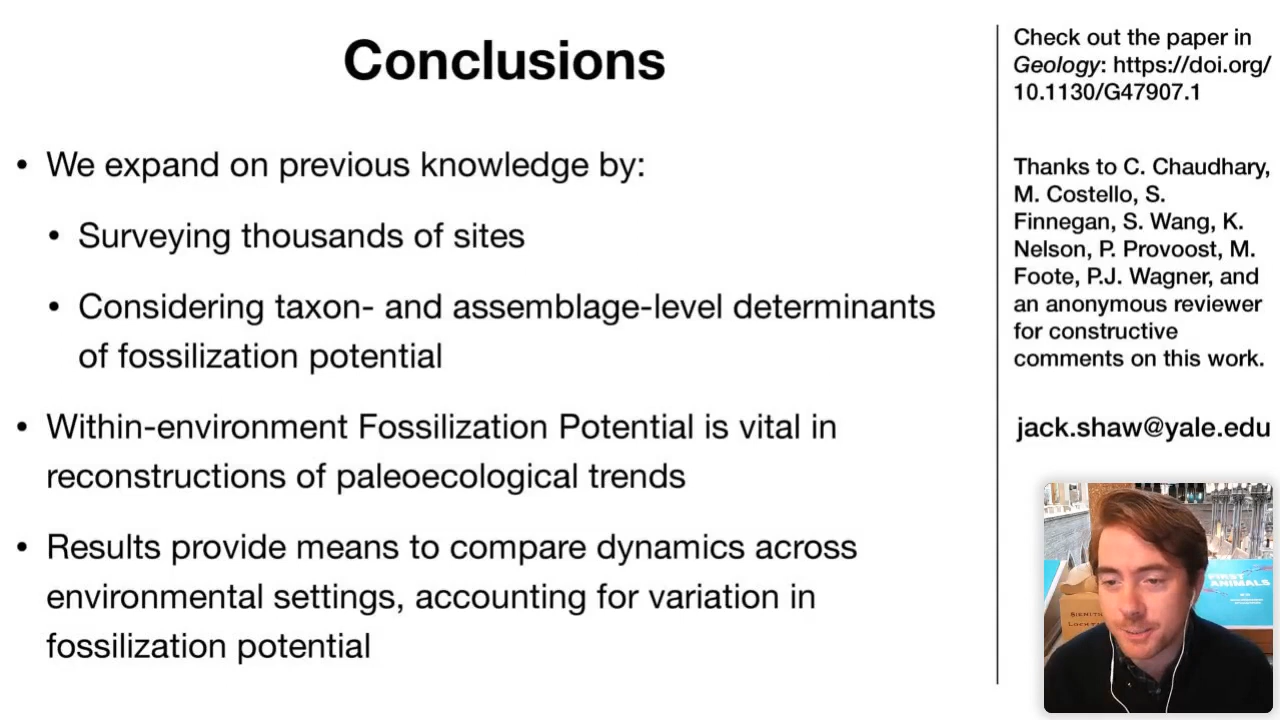 Conclusions
• We expand on previous knowledge by:
• Surveying thousands of sites
• Considering taxon- and assemblage-level determinants
of fossilization potential
• Within-environment Fossilization Potential is vital in
reconstructions of paleoecological trends
• Results provide means to compare dynamics across
environmental settings, accounting for variation in
fossilization potential
Check out the paper in
Geology: https://doi.org/
10.1130/G47907.1
Thanks to C. Chaudhary,
M. Costello, S.
Finnegan, S. Wang, K.
Nelson, P. Provoost, M.
Foote, P.J. Wagner, and
an anonymous reviewer
for constructive
comments on this work.
jack.shaw@yale.edu
FIRST
ANIMALS